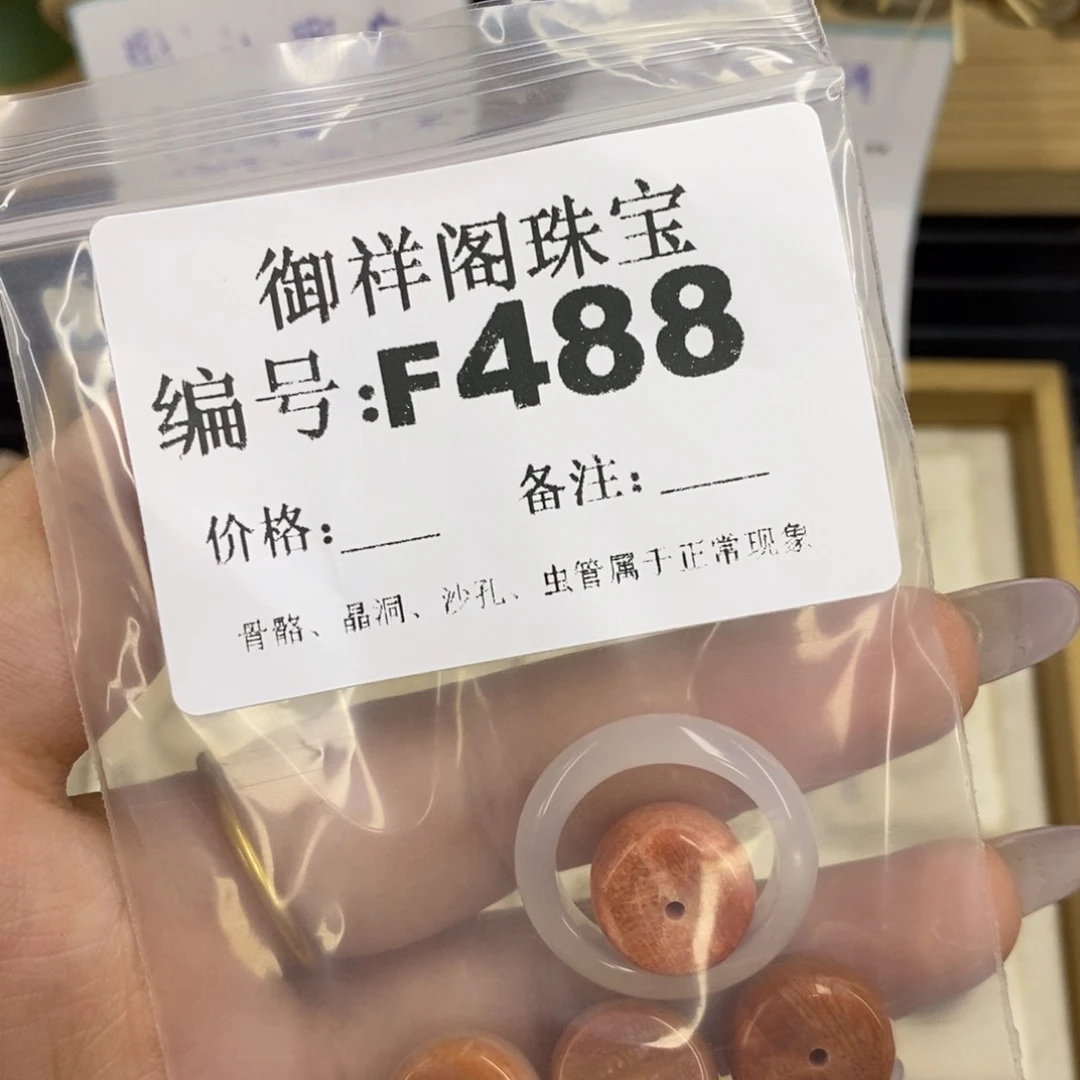 御祥阁珠宝
编号:F488
价格:____ 备注:____
骨骼、晶洞、沙孔、虫管属于正常现象